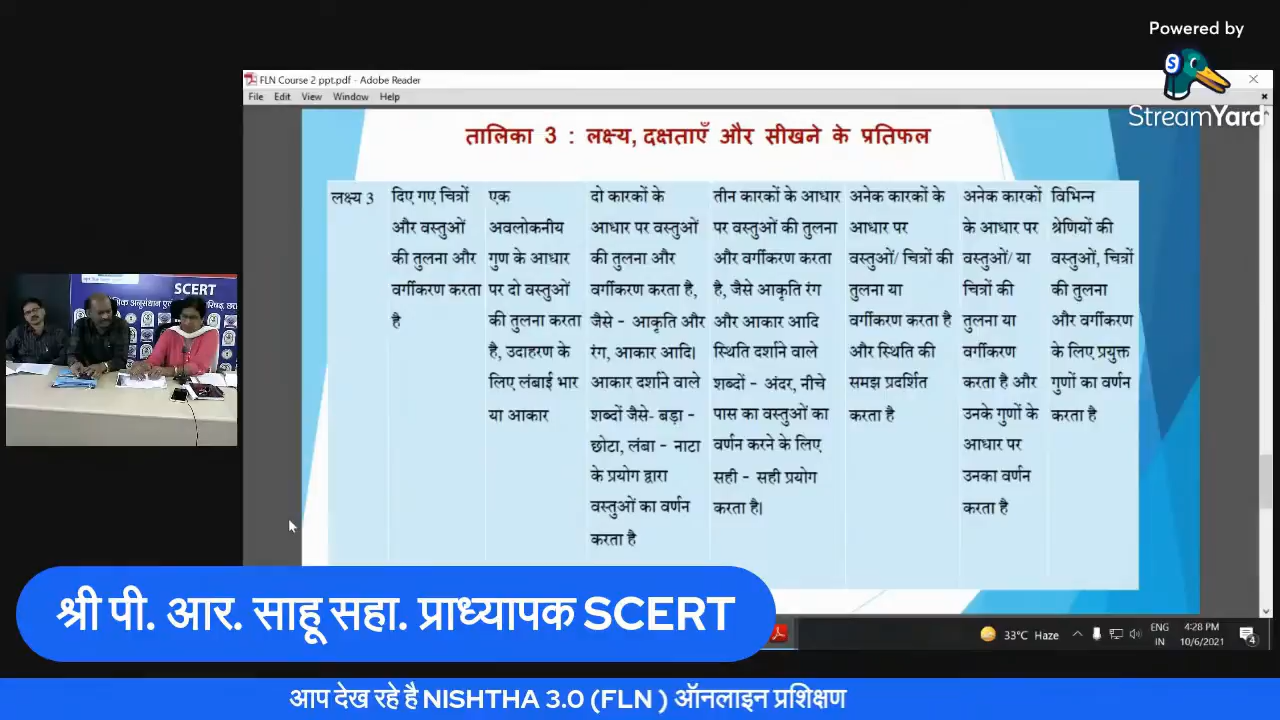 Powered by
StreamYard
FLN Course 2 ppt.pdf - Adobe Reader
File Edit View Window Help
तालिका 3 : लक्ष्य, दक्षताएँ और सीखने के प्रतिफल
लक्ष्य 3
दिए गए चित्रों
और वस्तुओं
की तुलना और
वर्गीकरण करता
है
एक
अवलोकनीय
गुण के आधार
पर दो वस्तुओं
की तुलना करता
है, उदाहरण के
लिए लंबाई भार
या आकार
दो कारकों के
आधार पर वस्तुओं
की तुलना और
वर्गीकरण करता है,
जैसे - आकृति और
रंग, आकार आदि।
आकार दर्शाने वाले
शब्दों जैसे- बड़ा -
छोटा, लंबा - नाटा
के प्रयोग द्वारा
वस्तुओं का वर्णन
करता है
तीन कारकों के आधार
पर वस्तुओं की तुलना
और वर्गीकरण करता
है, जैसे आकृति रंग
और आकार आदि
स्थिति दर्शाने वाले
शब्दों - अंदर, नीचे
पास का वस्तुओं का
वर्णन करने के लिए
सही - सही प्रयोग
करता है।
अनेक कारकों के
आधार पर
वस्तुओं/ चित्रों की
तुलना या
वर्गीकरण करता है
और स्थिति की
समझ प्रदर्शित
करता है
अनेक कारकों
के आधार पर
वस्तुओं/ या
चित्रों की
तुलना या
वर्गीकरण
करता है और
उनके गुणों के
आधार पर
उनका वर्णन
करता है
विभिन्न
श्रेणियों की
वस्तुओं, चित्रों
की तुलना
और वर्गीकरण
के लिए प्रयुक्त
गुणों का वर्णन
करता है
SCERT
श्री पी. आर. साहू सहा. प्राध्यापक SCERT
33°C Haze
ENG
IN
4:28 PM
10/6/2021
4
आप देख रहे है NISHTHA 3.0 (FLN ) ऑनलाइन प्रशिक्षण